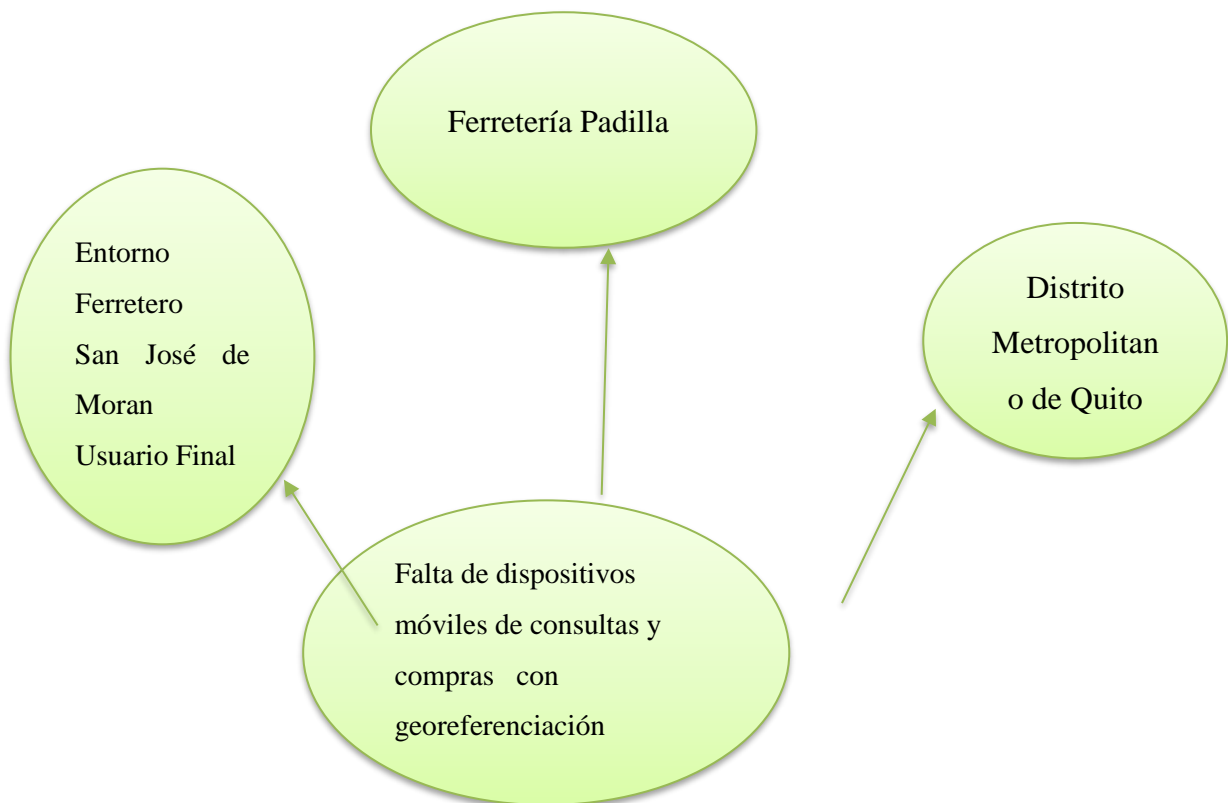 Ferretería Padilla
Entorno
Ferretero
San José de
Moran
Usuario Final
Distrito
Metropolitan
o de Quito
Falta de dispositivos
móviles de consultas y
compras con
georeferenciación